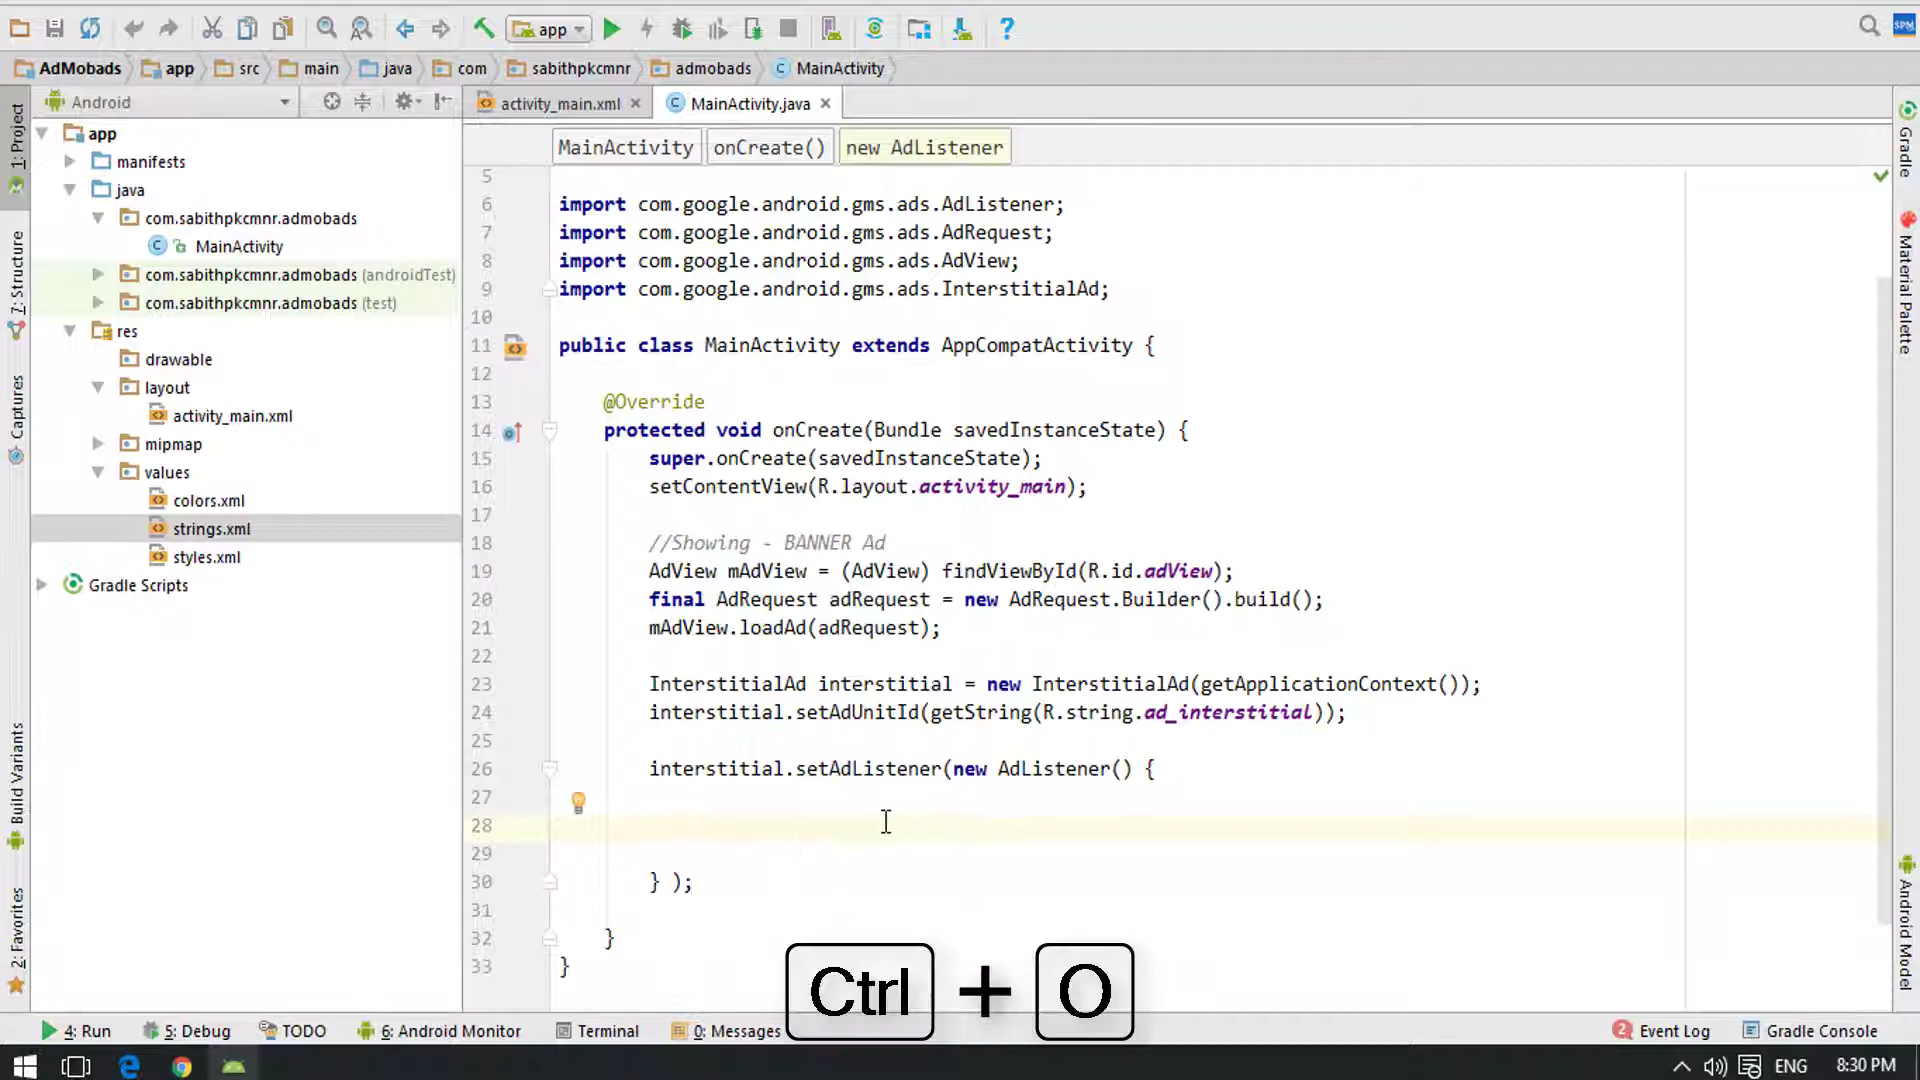 app
SPM
AdMobads app src main java com sabithpkcmnr admobads MainActivity
Android
activity_main.xml
MainActivity.java
MainActivity onCreate() new AdListener
1: Project
7: Structure
Captures
Build Variants
2: Favorites
app
manifests
java
com.sabithpkcmnr.admobads
MainActivity
com.sabithpkcmnr.admobads (androidTest)
com.sabithpkcmnr.admobads (test)
res
drawable
layout
activity_main.xml
mipmap
values
colors.xml
strings.xml
styles.xml
Gradle Scripts
5
6 import com.google.android.gms.ads.AdListener;
7 import com.google.android.gms.ads.AdRequest;
8 import com.google.android.gms.ads.AdView;
9 import com.google.android.gms.ads.InterstitialAd;
10
11 public class MainActivity extends AppCompatActivity {
12
13 @Override
14 protected void onCreate(Bundle savedInstanceState) {
15 super.onCreate(savedInstanceState);
16 setContentView(R.layout.activity_main);
17
18 //Showing - BANNER Ad
19 AdView mAdView = (AdView) findViewById(R.id.adView);
20 final AdRequest adRequest = new AdRequest.Builder().build();
21 mAdView.loadAd(adRequest);
22
23 InterstitialAd interstitial = new InterstitialAd(getApplicationContext());
24 interstitial.setAdUnitId(getString(R.string.ad_interstitial));
25
26 interstitial.setAdListener(new AdListener() {
27
28
29
30 } );
31
32 }
33 }
Ctrl + O
Gradle
Material Palette
Android Model
4: Run 5: Debug TODO 6: Android Monitor Terminal 0: Messages 2 Event Log Gradle Console
ENG 8:30 PM